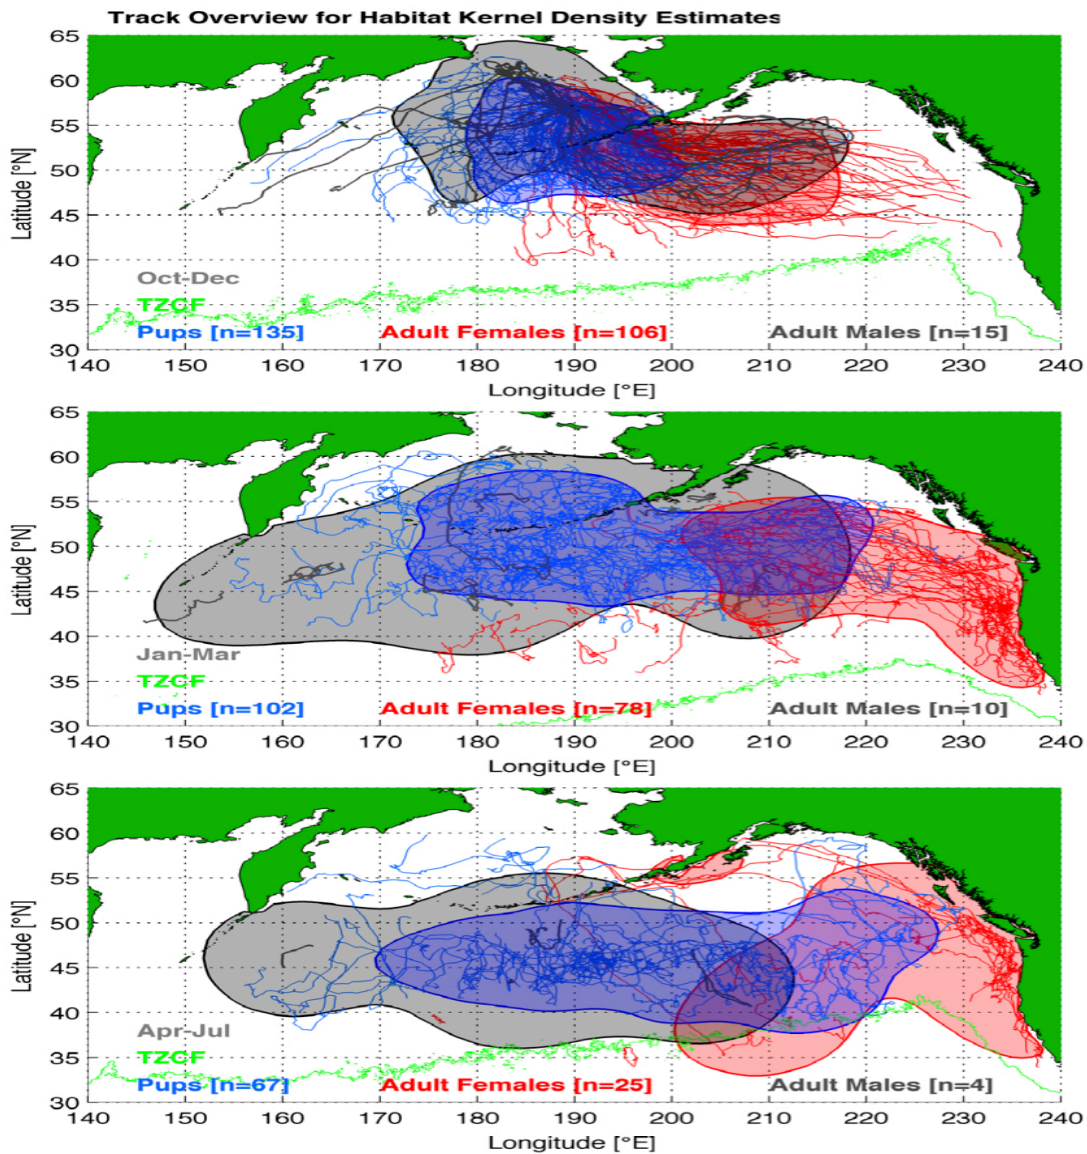 Track Overview for Habitat Kernel Density Estimates
65
60
55
50
45
40
35
30
Latitude [°N]
Oct-Dec
TZCF
Pups [n=135] Adult Females [n=106] Adult Males [n=15]
140 150 160 170 180 190 200 210 220 230 240
Longitude [°E]
65
60
55
50
45
40
35
30
Latitude [°N]
Jan-Mar
TZCF
Pups [n=102] Adult Females [n=78] Adult Males [n=10]
140 150 160 170 180 190 200 210 220 230 240
Longitude [°E]
65
60
55
50
45
40
35
30
Latitude [°N]
Apr-Jul
TZCF
Pups [n=67] Adult Females [n=25] Adult Males [n=4]
140 150 160 170 180 190 200 210 220 230 240
Longitude [°E]